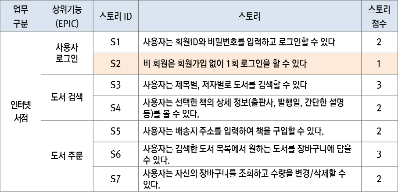 업무
구분
상위기능
(EPIC)
스토리 ID
스토리
스토리
점수
인터넷
서점
사용자
로그인
S1
사용자는 회원ID와 비밀번호를 입력하고 로그인할 수 있다
2
S2
비 회원은 회원가입 없이 1회 로그인을 할 수 있다
1
도서 검색
S3
사용자는 제목별, 저자별로 도서를 검색할 수 있다
3
S4
사용자는 선택한 책의 상세 정보(출판사, 발행일, 간단한 설명
등)를 볼 수 있다.
2
도서 주문
S5
사용자는 배송지 주소를 입력하여 책을 구입할 수 있다.
2
S6
사용자는 검색한 도서 목록에서 원하는 도서를 장바구니에 담을
수 있다.
3
S7
사용자는 자신의 장바구니를 조회하고 수량을 변경/삭제할 수
있다.
2